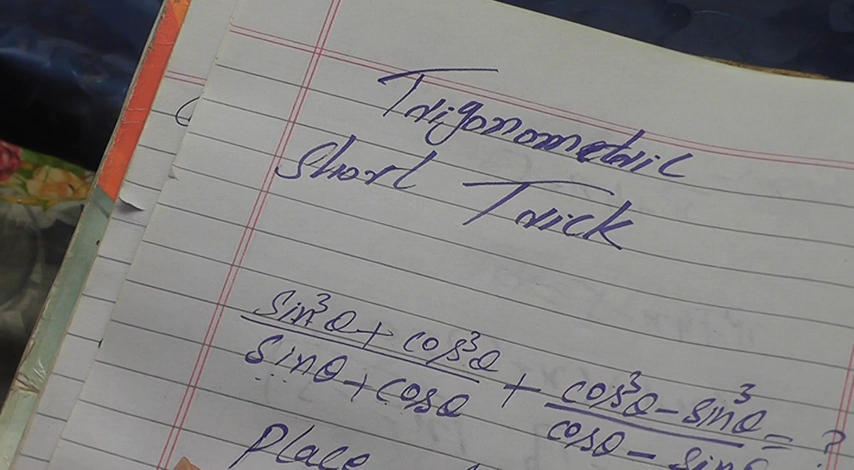 Trigonometric
Short Trick
sin³θ + cos³θ / sinθ + cosθ + cos³θ - sin³θ / cosθ - sinθ = ?
Place